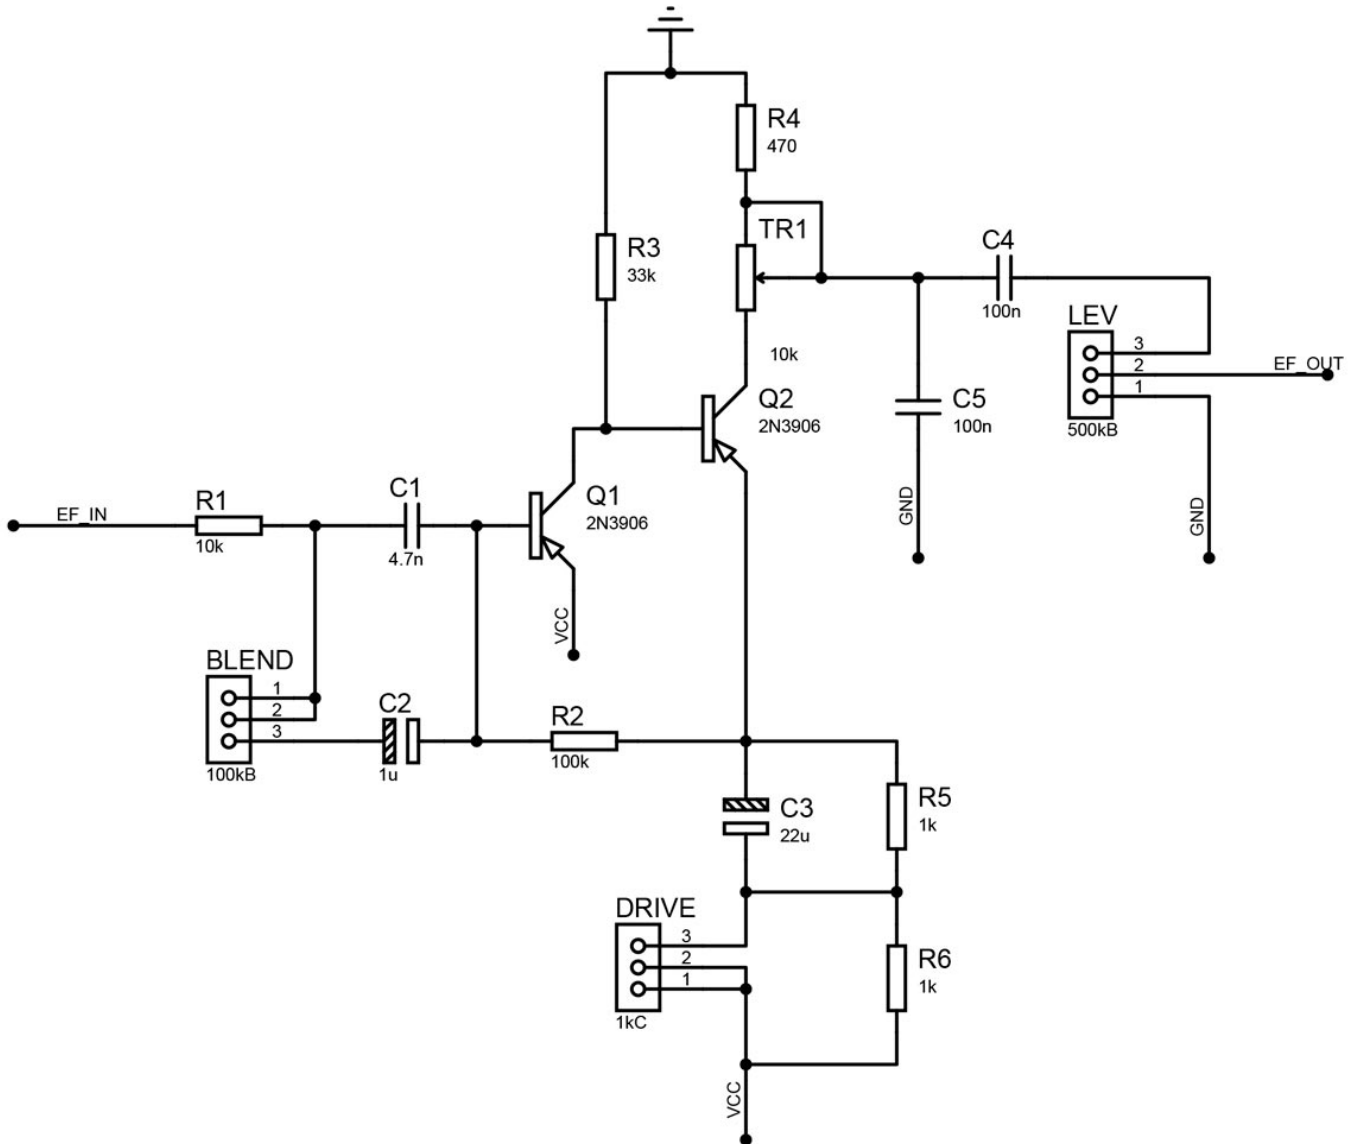 R4
470
TR1
R3
33k
C4
100n
LEV
3
2
1
EF_OUT
500kB
10k
Q2
2N3906
C5
100n
GND
GND
EF_IN
R1
10k
C1
4.7n
Q1
2N3906
VCC
BLEND
1
2
3
100kB
C2
1u
R2
100k
C3
22u
R5
1k
DRIVE
3
2
1
1kC
R6
1k
VCC